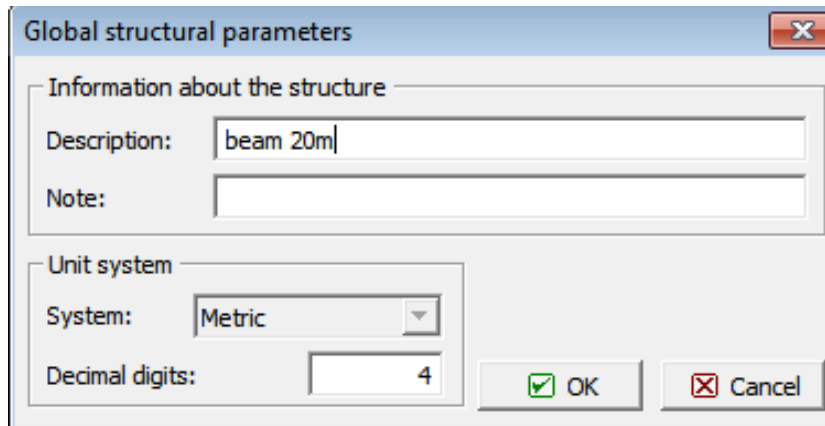 Global structural parameters
Information about the structure
Description: beam 20m
Note:
Unit system
System: Metric
Decimal digits: 4
OK Cancel